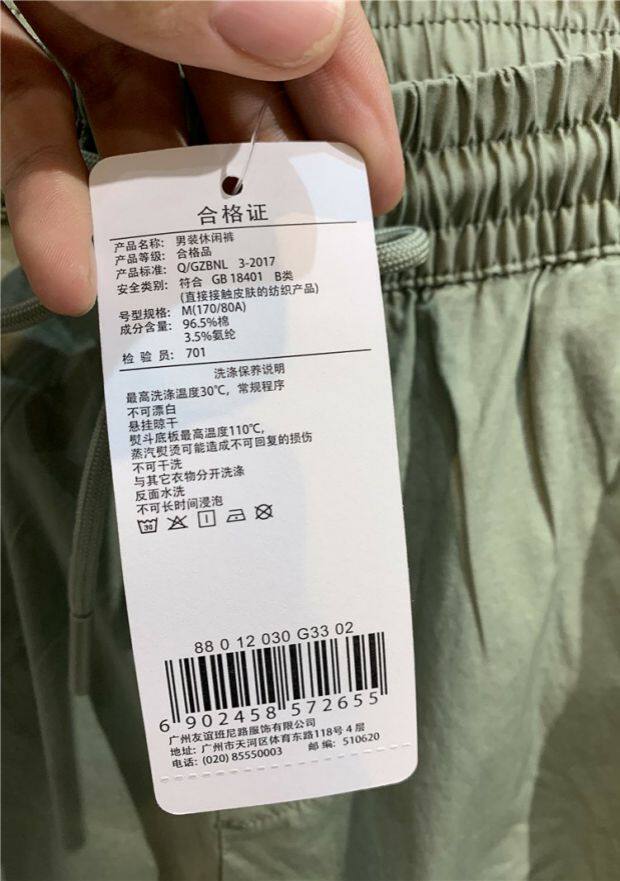 合格证
产品名称: 男装休闲裤
产品等级: 合格品
产品标准: Q/GZBNL 3-2017
安全类别: 符合 GB 18401 B类
(直接接触皮肤的纺织产品)
号型规格: M(170/80A)
成分含量: 96.5%棉
3.5%氨纶
检 验 员: 701
洗涤保养说明
最高洗涤温度30℃, 常规程序
不可漂白
悬挂晾干
熨斗底板最高温度110℃,
蒸汽熨烫可能造成不可回复的损伤
不可干洗
与其它衣物分开洗涤
反面水洗
不可长时间浸泡
30
88 0 12 030 G33 02
6 902458 572655
广州友谊班尼路服饰有限公司
地址: 广州市天河区体育东路118号4层
电话: (020) 85550003 邮 编: 510620